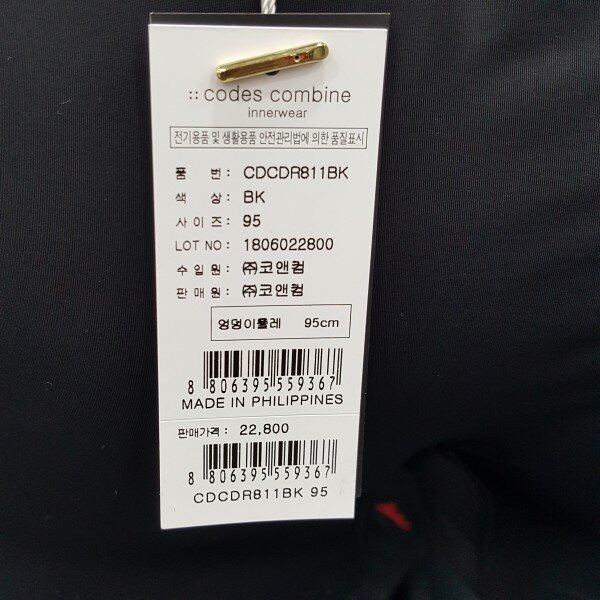 :: codes combine
innerwear
전기용품 및 생활용품 안전관리법에 의한 품질표시
품 번 : CDCDR811BK
색 상 : BK
사 이 즈 : 95
LOT NO : 1806022800
수 입 원 : ㈜코앤컴
판 매 원 : ㈜코앤컴
엉덩이둘레 95cm
8 806395 559367
MADE IN PHILIPPINES
판매가격 : 22,800
8 806395 559367
CDCDR811BK 95